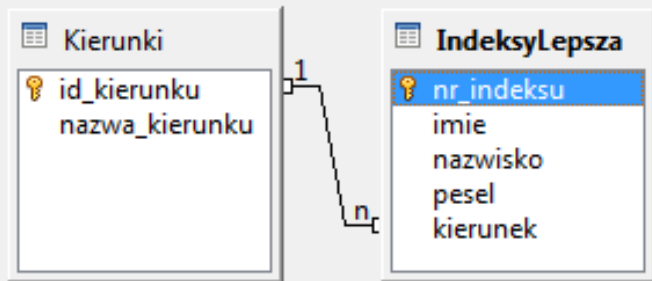 Kierunki
id_kierunku
nazwa_kierunku
1
n
IndeksyLepsza
nr_indeksu
imie
nazwisko
pesel
kierunek